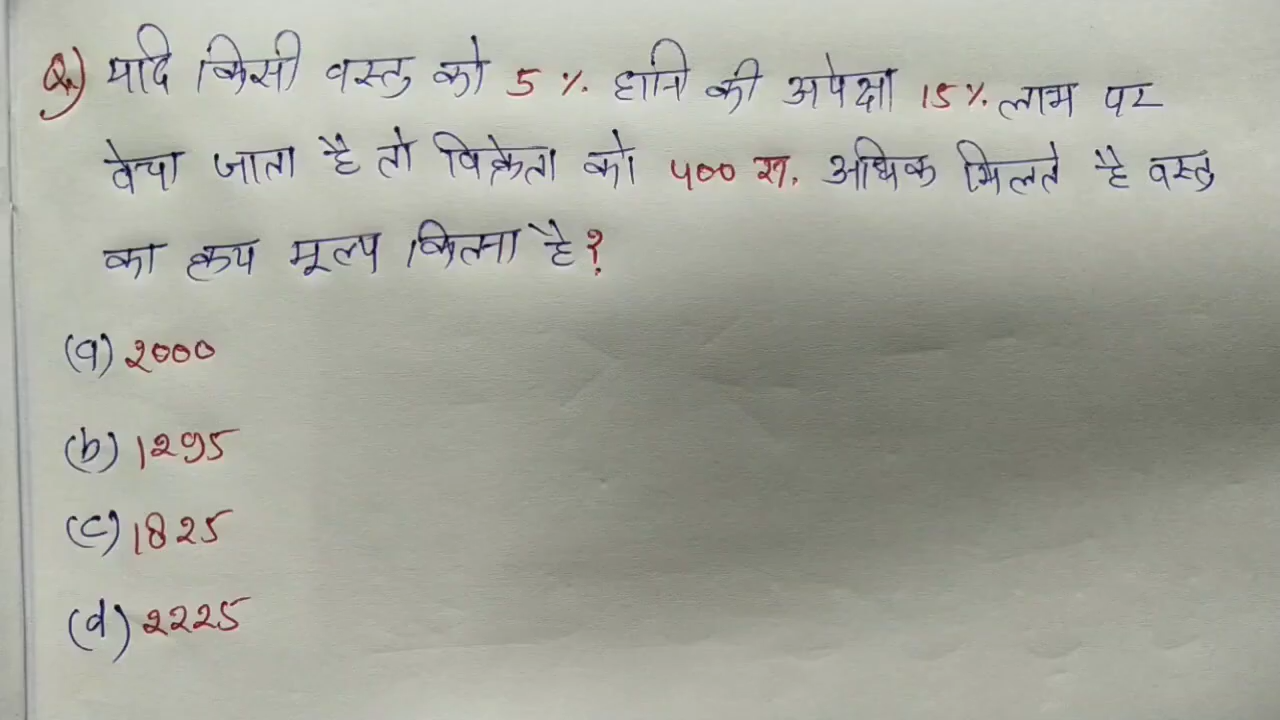 Q.) यदि किसी वस्तु को 5 %. हानि की अपेक्षा 15 %. लाभ पर
बेचा जाता है तो विक्रेता को 400 रु. अधिक मिलते है वस्तु
का क्रय मूल्य कितना है ?
(a) 2000
(b) 1295
(c) 1825
(d) 2225